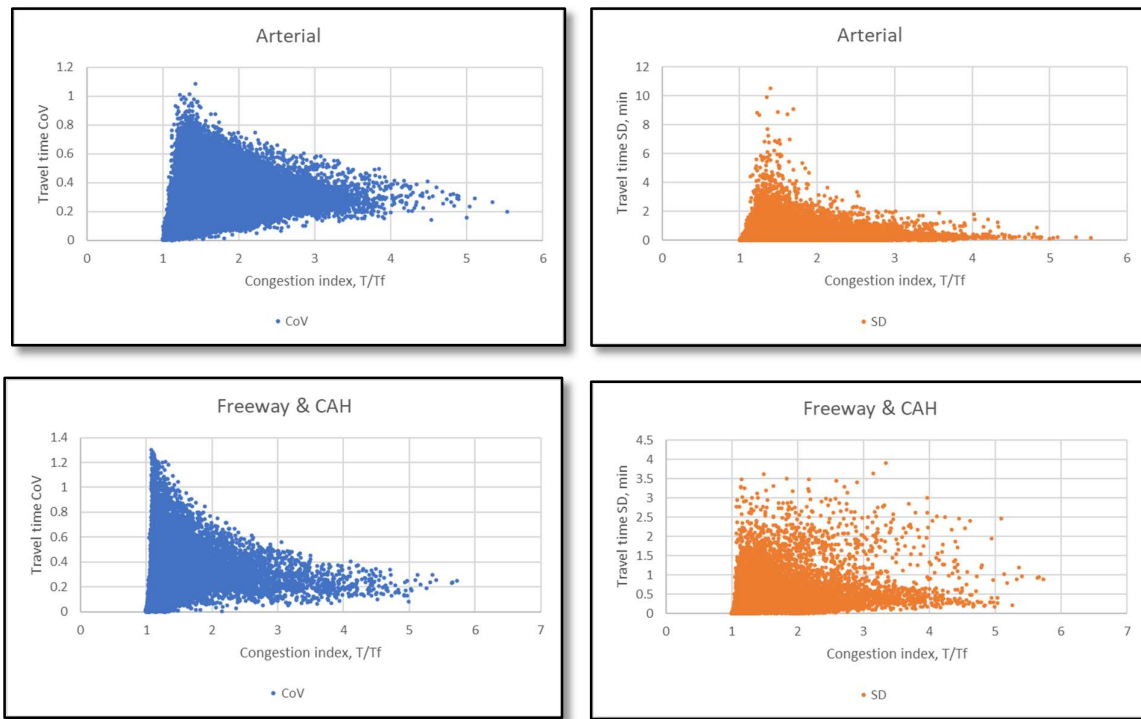 Arterial
1.2
1
0.8
0.6
0.4
0.2
0
Travel time CoV
0 1 2 3 4 5 6
Congestion index, T/Tf
CoV
Arterial
12
10
8
6
4
2
0
Travel time SD, min
0 1 2 3 4 5 6
Congestion index, T/Tf
SD
Freeway & CAH
1.4
1.2
1
0.8
0.6
0.4
0.2
0
Travel time CoV
0 1 2 3 4 5 6 7
Congestion index, T/Tf
CoV
Freeway & CAH
4.5
4
3.5
3
2.5
2
1.5
1
0.5
0
Travel time SD, min
0 1 2 3 4 5 6 7
Congestion index, T/Tf
SD